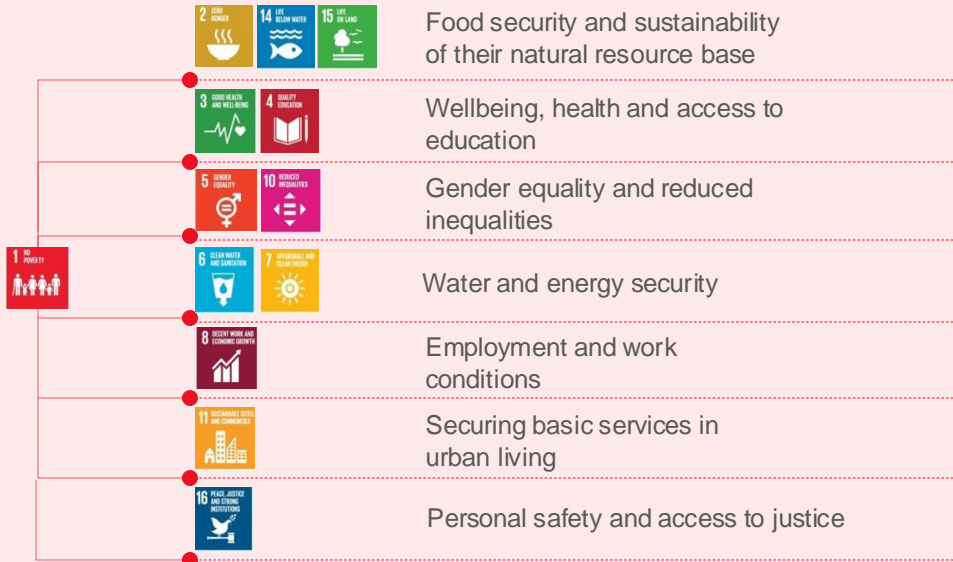 2 ZERO
HUNGER
14 LIFE
BELOW WATER
15 LIFE
ON LAND
Food security and sustainability
of their natural resource base
3 GOOD HEALTH
AND WELL-BEING
4 QUALITY
EDUCATION
Wellbeing, health and access to
education
5 GENDER
EQUALITY
10 REDUCED
INEQUALITIES
Gender equality and reduced
inequalities
1 NO
POVERTY
6 CLEAN WATER
AND SANITATION
7 AFFORDABLE AND
CLEAN ENERGY
Water and energy security
8 DECENT WORK AND
ECONOMIC GROWTH
Employment and work
conditions
11 SUSTAINABLE CITIES
AND COMMUNITIES
Securing basic services in
urban living
16 PEACE, JUSTICE
AND STRONG
INSTITUTIONS
Personal safety and access to justice